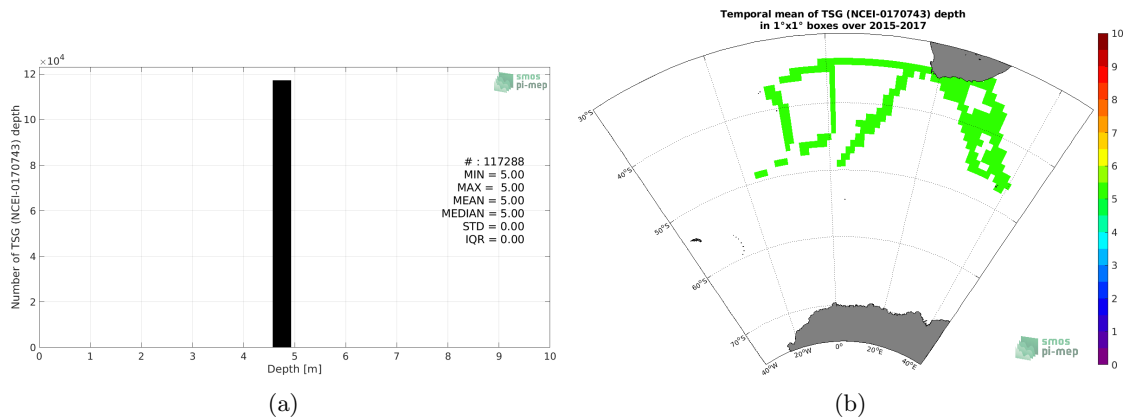 ×10⁴
12
10
8
6
4
2
0
Number of TSG (NCEI-0170743) depth
smos
pi-mep
# : 117288
MIN = 5.00
MAX = 5.00
MEAN = 5.00
MEDIAN = 5.00
STD = 0.00
IQR = 0.00
0 1 2 3 4 5 6 7 8 9 10
Depth [m]
(a)
Temporal mean of TSG (NCEI-0170743) depth
in 1°x1° boxes over 2015-2017
30°S
40°S
50°S
60°S
70°S
40°W
20°W
0°
20°E
40°E
10
9
8
7
6
5
4
3
2
1
0
smos
pi-mep
(b)